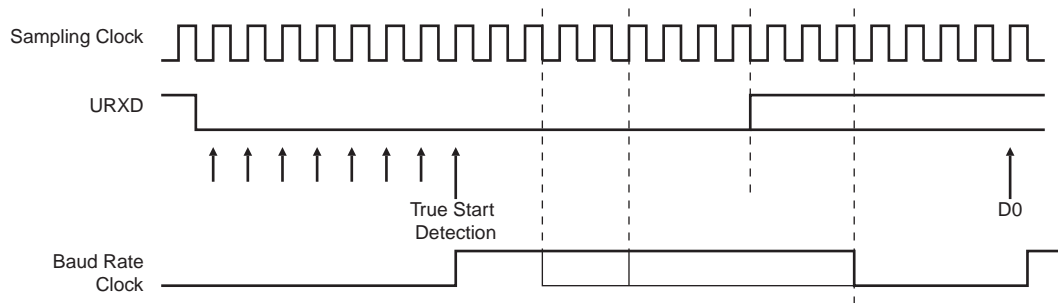 Sampling Clock
URXD
True Start
Detection
D0
Baud Rate
Clock